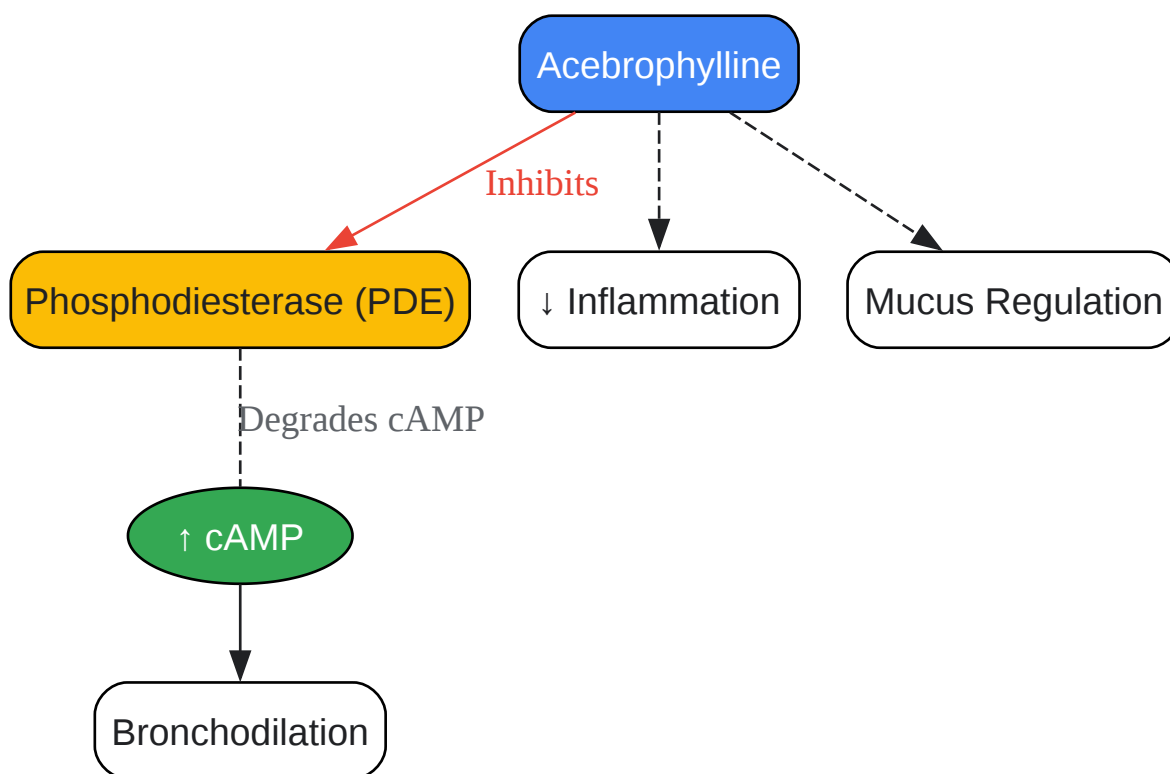 Acebrophylline
Inhibits
Phosphodiesterase (PDE)
↓ Inflammation
Mucus Regulation
Degrades cAMP
↑ cAMP
Bronchodilation